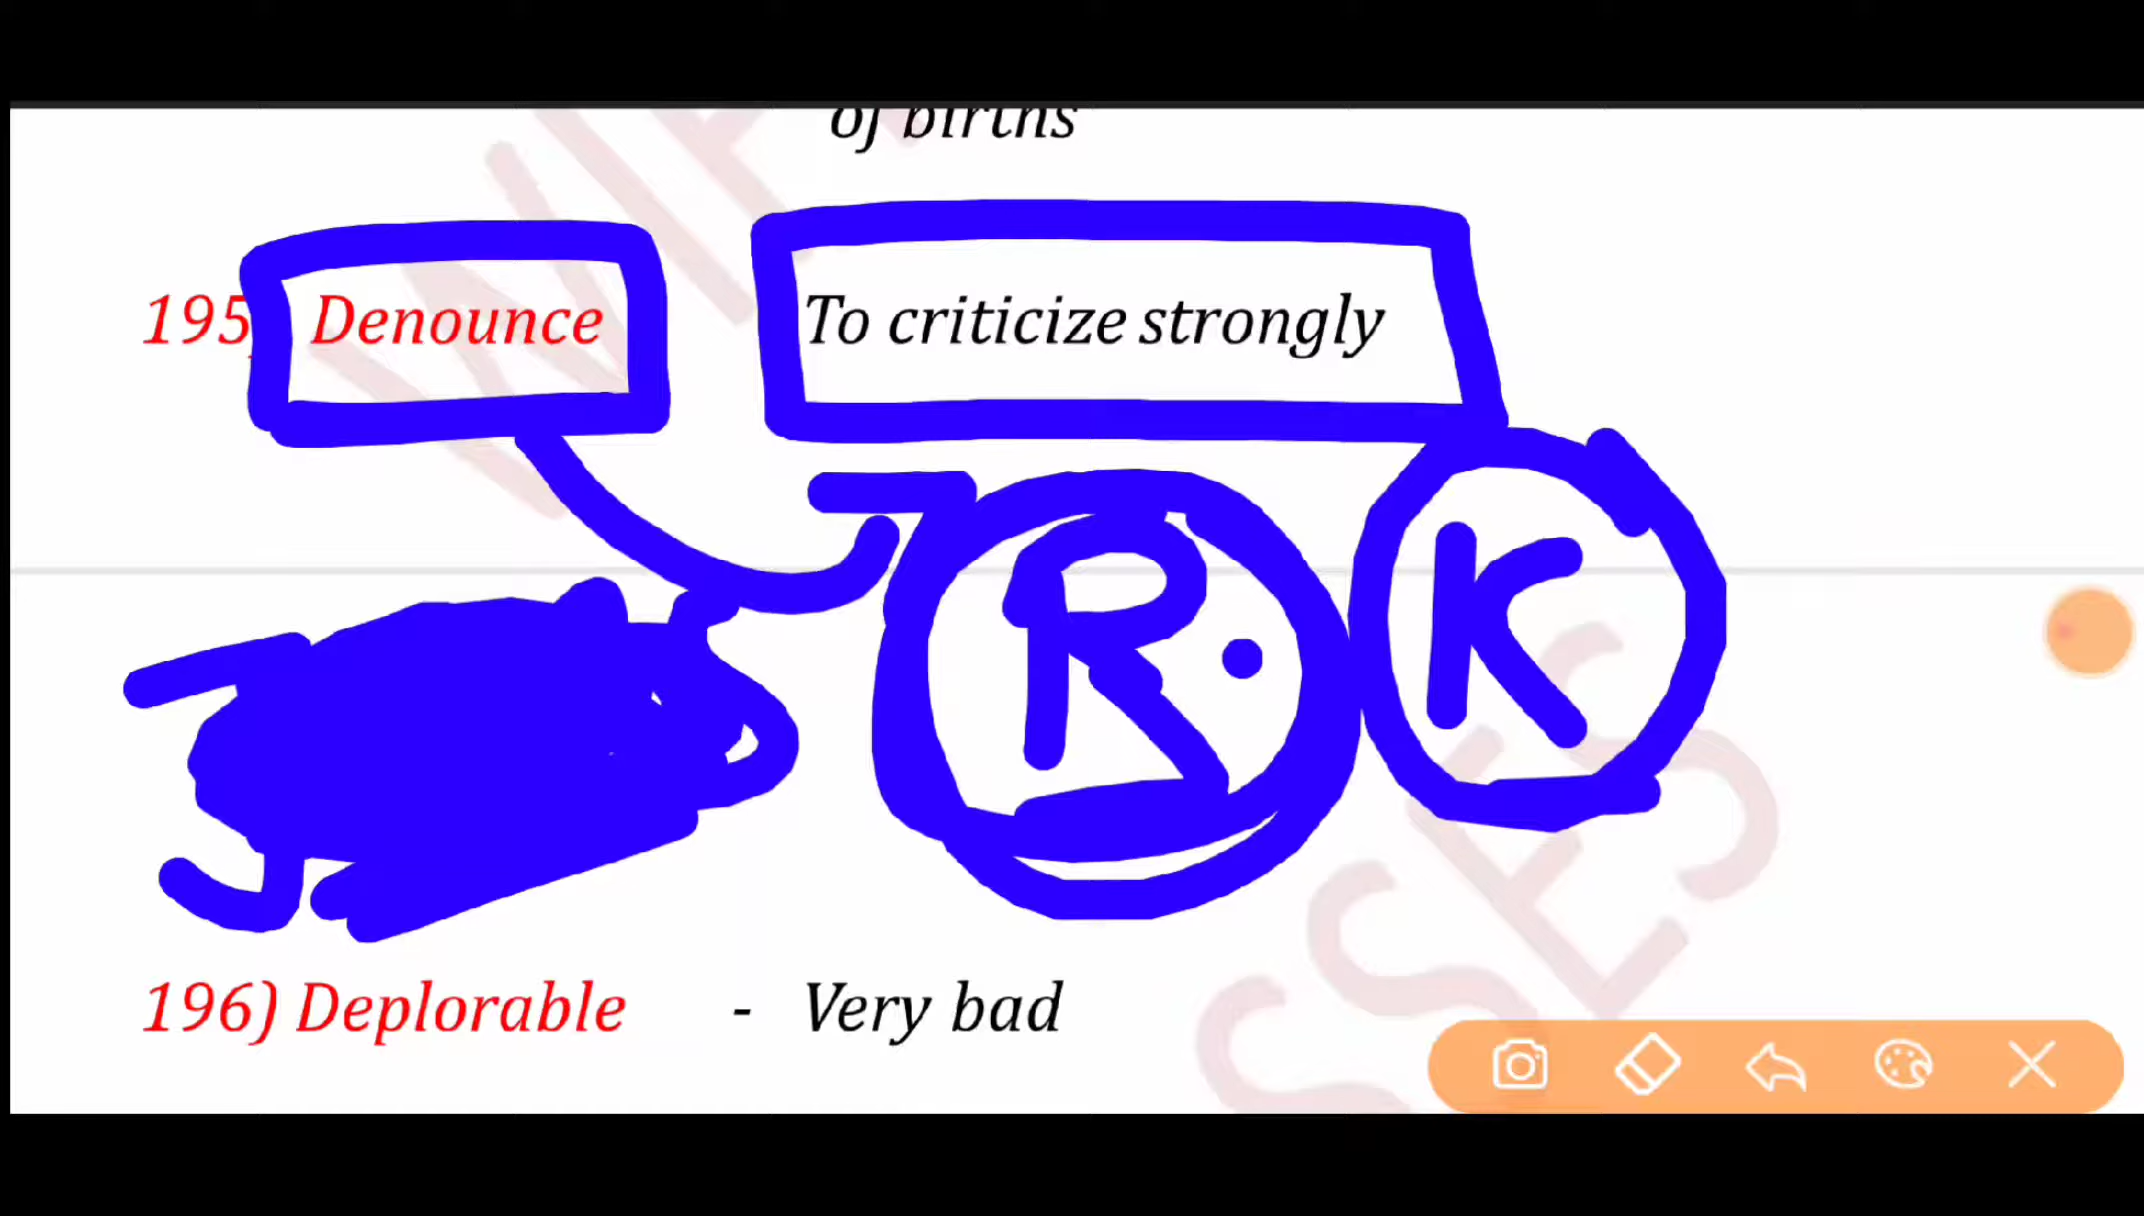 of births
195) Denounce To criticize strongly
R. K
196) Deplorable - Very bad